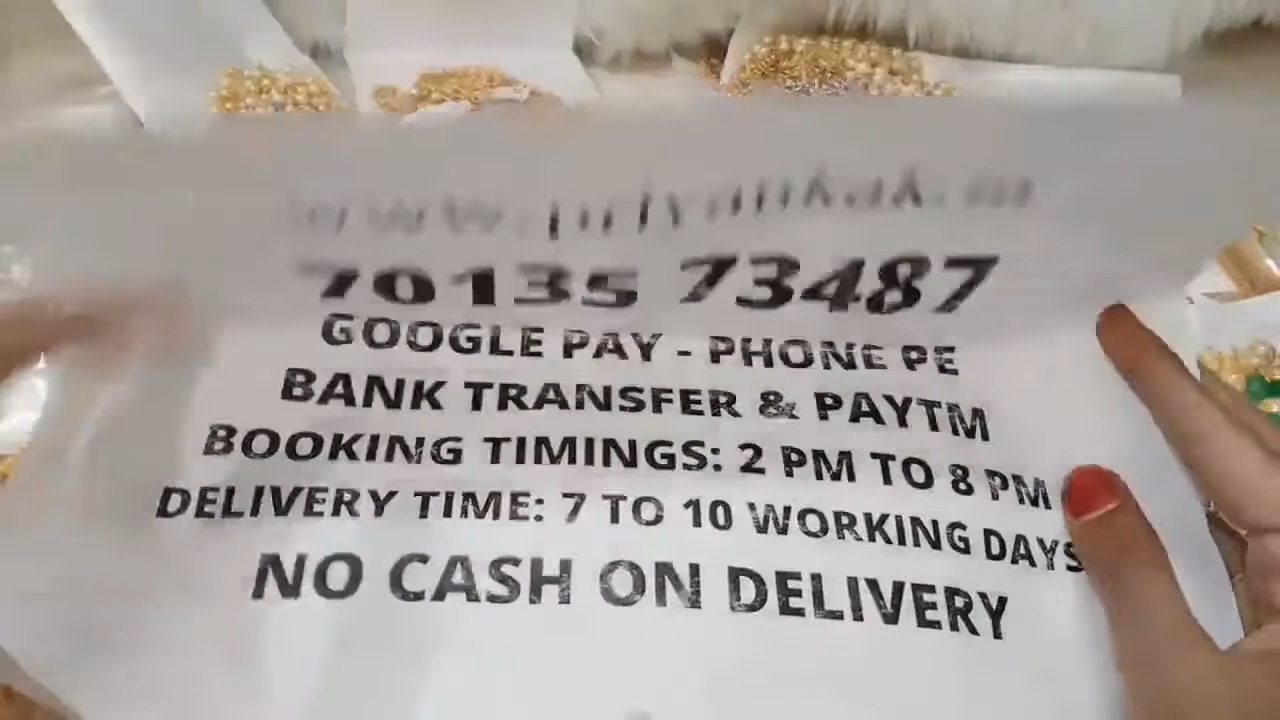 70135 73487
GOOGLE PAY - PHONE PE
BANK TRANSFER & PAYTM
BOOKING TIMINGS: 2 PM TO 8 PM
DELIVERY TIME: 7 TO 10 WORKING DAYS
NO CASH ON DELIVERY